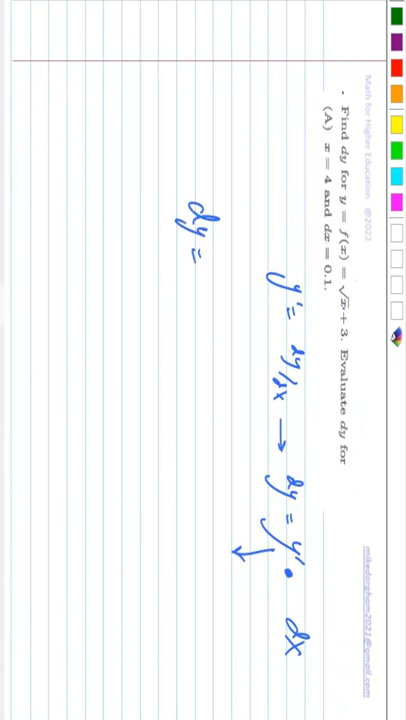 Math for Higher Education @2022
mikedorghom2021@gmail.com
· Find dy for y = f(x) = √x + 3. Evaluate dy for
(A) x = 4 and dx = 0.1.
y' = dy/dx → dy = y' • dx
dy =